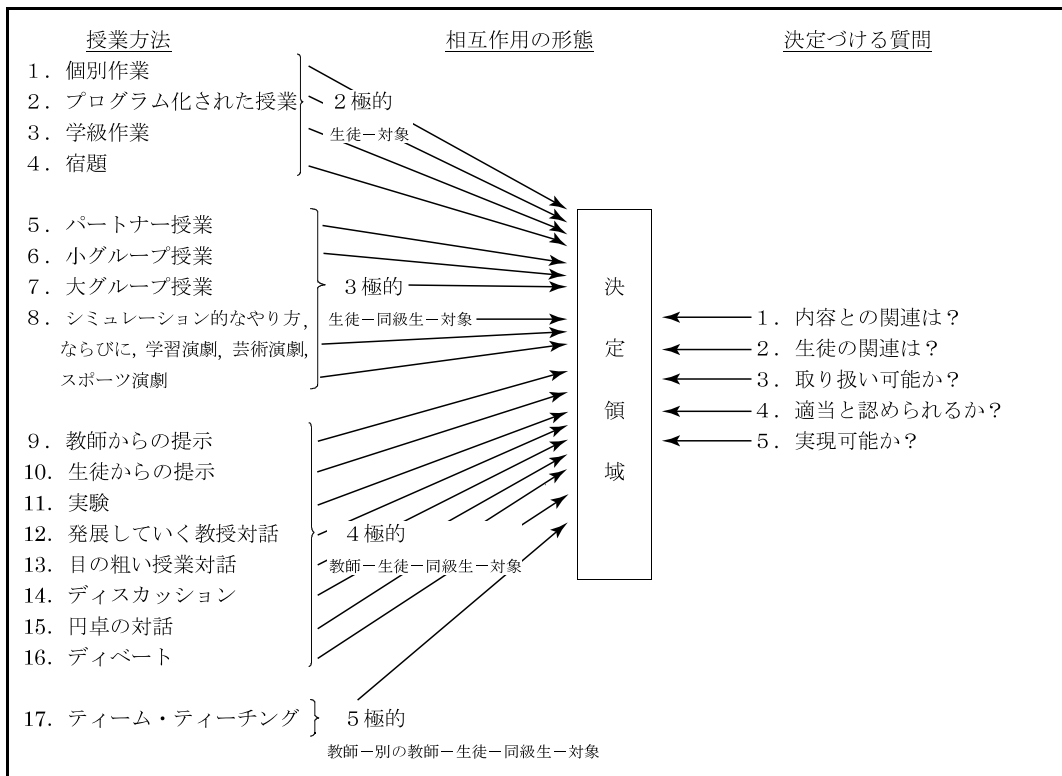 授業方法
相互作用の形態
決定づける質問
1．個別作業
2．プログラム化された授業
3．学級作業
4．宿題
2極的
生徒－対象
5．パートナー授業
6．小グループ授業
7．大グループ授業
8．シミュレーション的なやり方，
ならびに，学習演劇，芸術演劇，
スポーツ演劇
3極的
生徒－同級生－対象
9．教師からの提示
10．生徒からの提示
11．実験
12．発展していく教授対話
13．目の粗い授業対話
14．ディスカッション
15．円卓の対話
16．ディベート
4極的
教師－生徒－同級生－対象
17．ティーム・ティーチング
5極的
教師－別の教師－生徒－同級生－対象
決定領域
1．内容との関連は？
2．生徒の関連は？
3．取り扱い可能か？
4．適当と認められるか？
5．実現可能か？